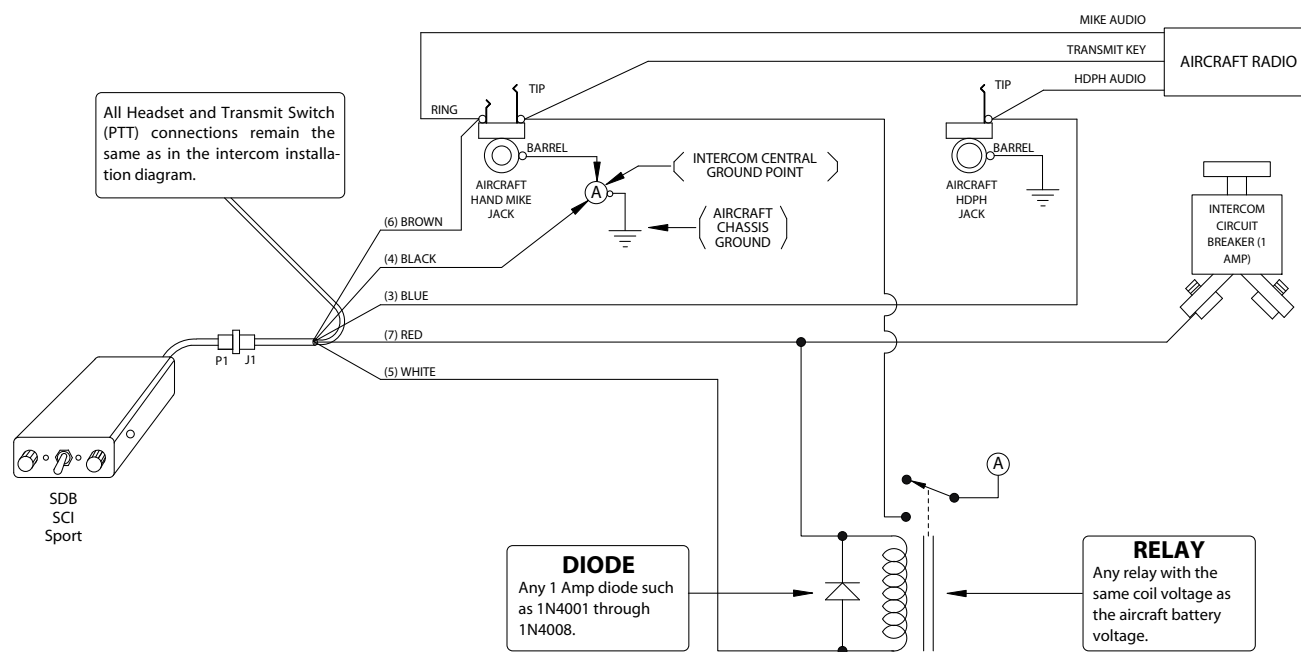 MIKE AUDIO
TRANSMIT KEY
AIRCRAFT RADIO
HDPH AUDIO
TIP
TIP
RING
All Headset and Transmit Switch
(PTT) connections remain the
same as in the intercom installa-
tion diagram.
BARREL
INTERCOM CENTRAL
GROUND POINT
BARREL
AIRCRAFT
HAND MIKE
JACK
A
AIRCRAFT
HDPH
JACK
INTERCOM
CIRCUIT
BREAKER (1
AMP)
AIRCRAFT
CHASSIS
GROUND
(6) BROWN
(4) BLACK
(3) BLUE
(7) RED
P1
J1
(5) WHITE
A
SDB
SCI
Sport
DIODE
Any 1 Amp diode such
as 1N4001 through
1N4008.
RELAY
Any relay with the
same coil voltage as
the aircraft battery
voltage.